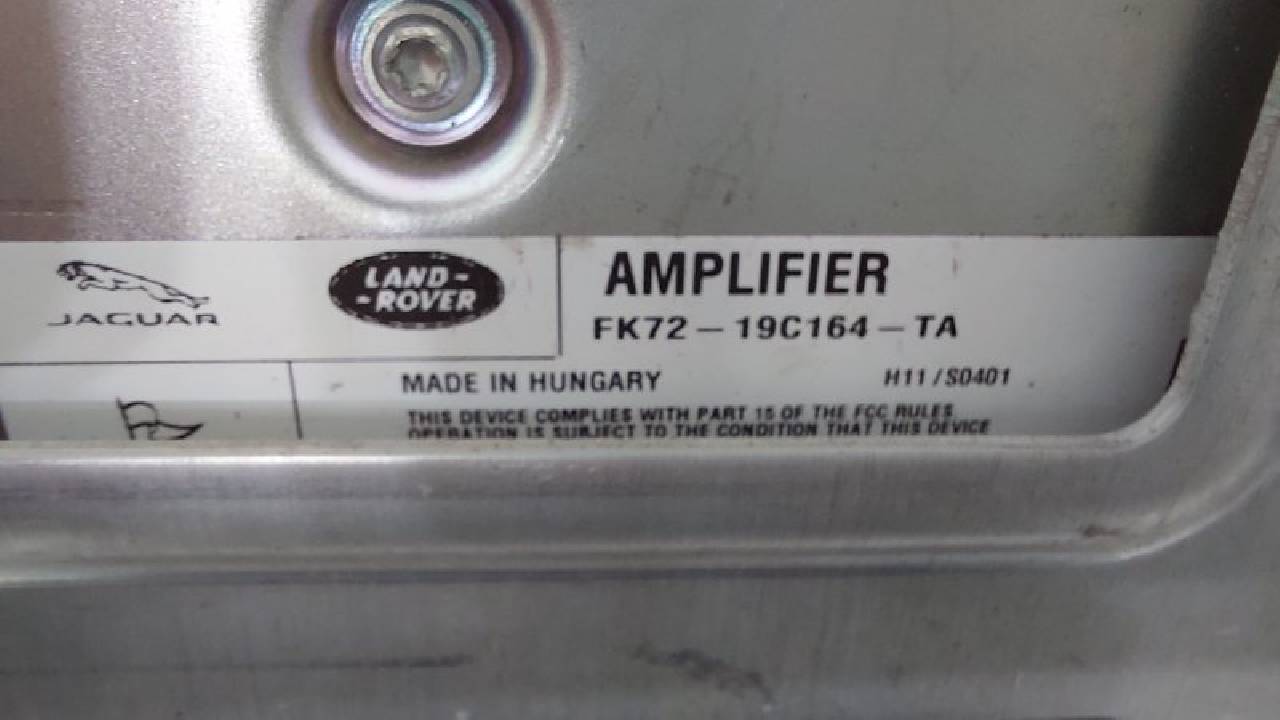 JAGUAR
LAND-
-ROVER
AMPLIFIER
FK72-19C164-TA
MADE IN HUNGARY
H11/S0401
THIS DEVICE COMPLIES WITH PART 15 OF THE FCC RULES
OPERATION IS SUBJECT TO THE CONDITION THAT THIS DEVICE